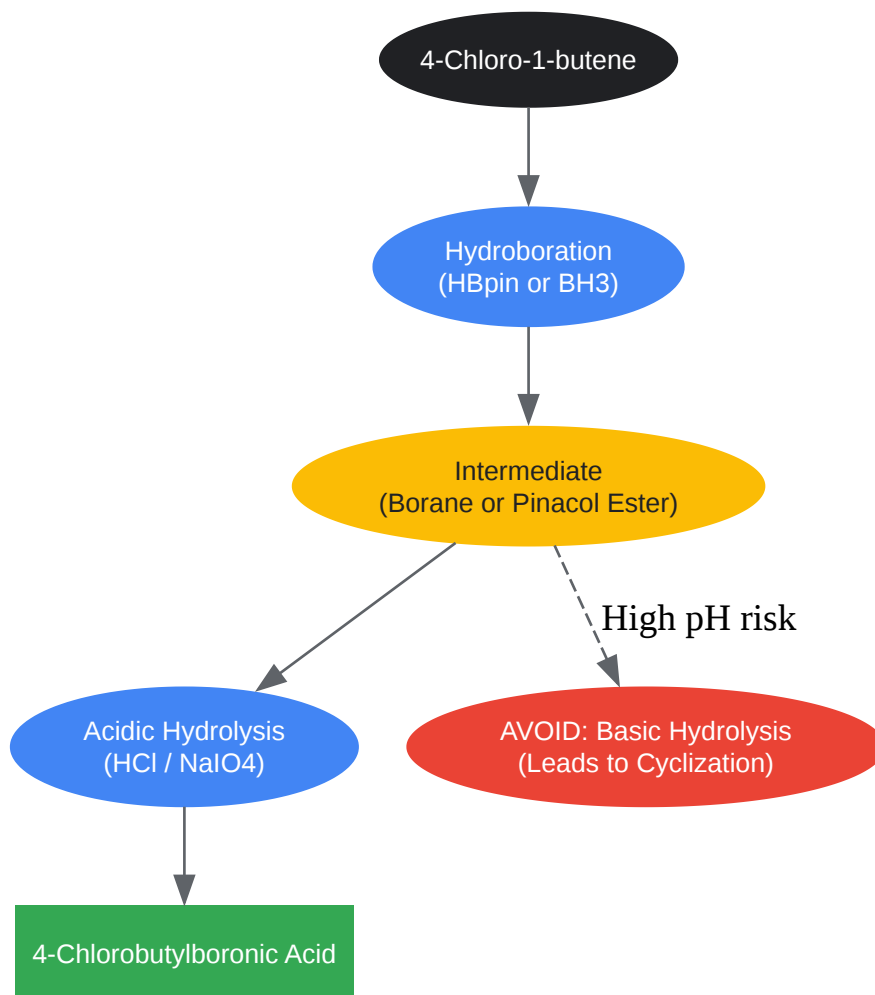 4-Chloro-1-butene
Hydroboration
(HBpin or BH3)
Intermediate
(Borane or Pinacol Ester)
High pH risk
Acidic Hydrolysis
(HCl / NaIO4)
AVOID: Basic Hydrolysis
(Leads to Cyclization)
4-Chlorobutylboronic Acid